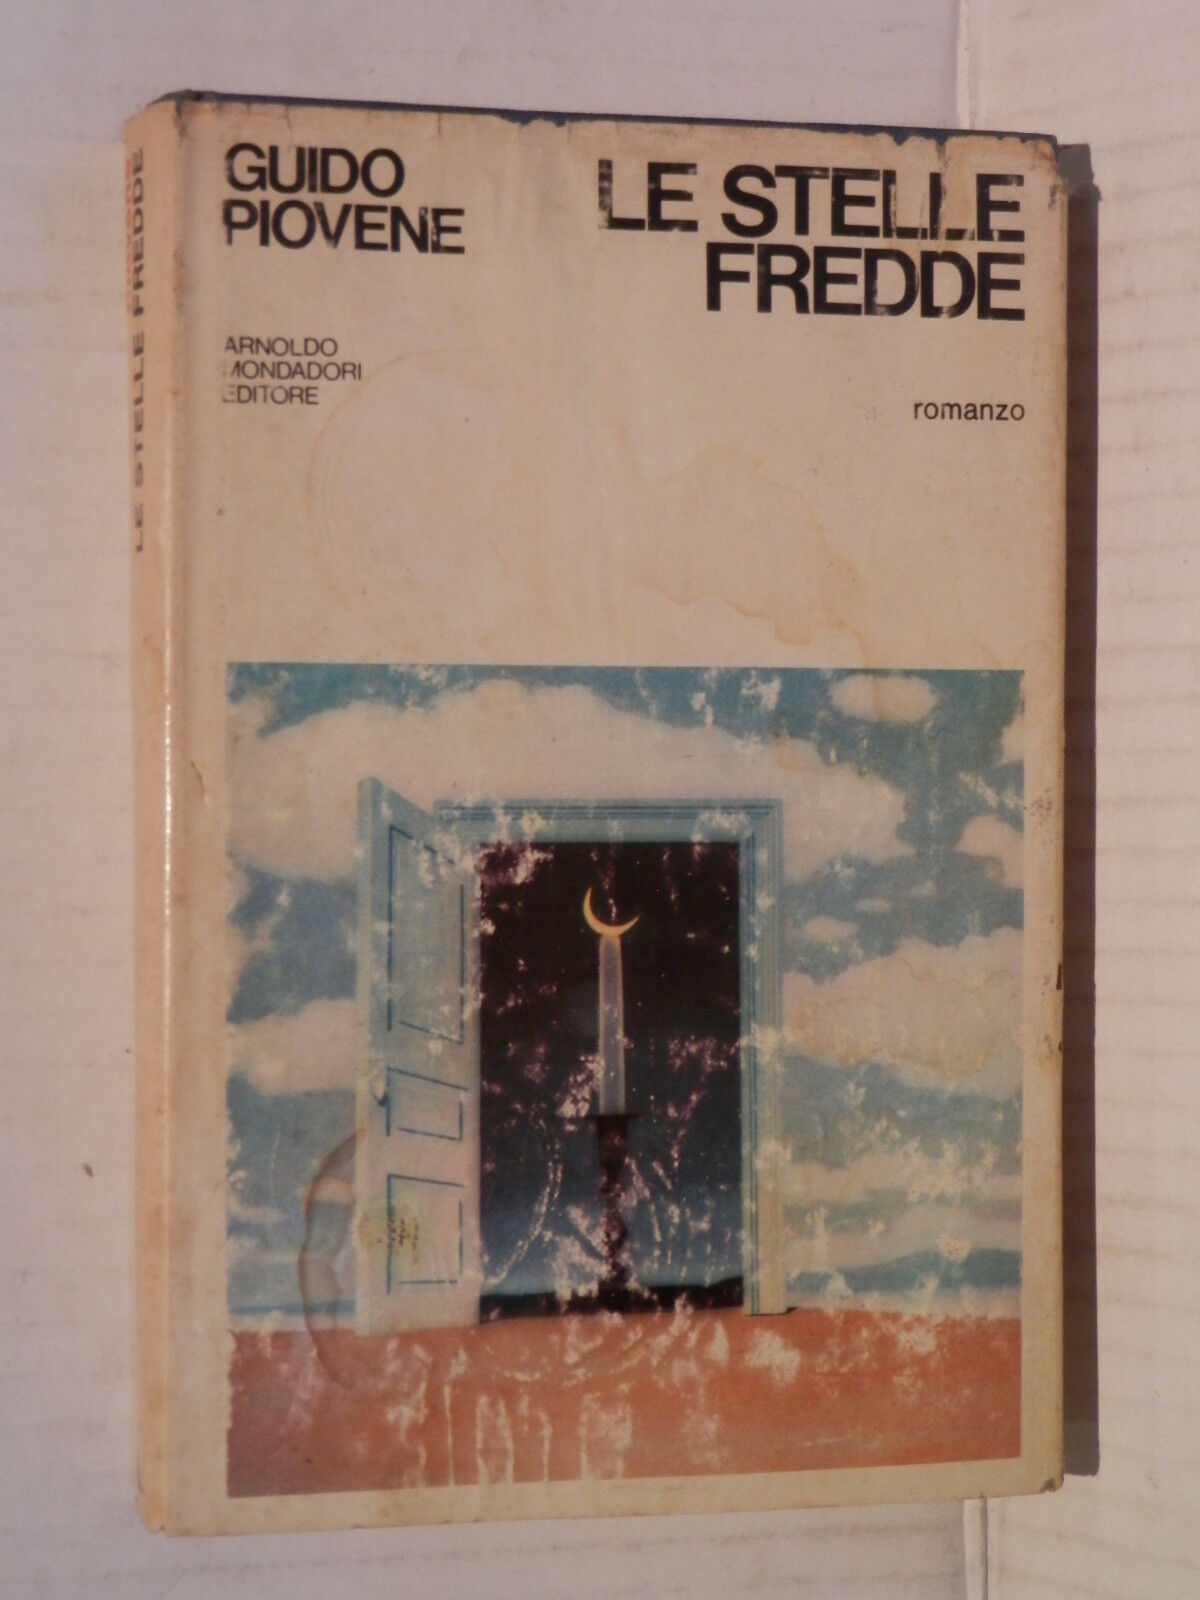 GUIDO
PIOVENE
LE STELLE
FREDDE
ARNOLDO
MONDADORI
EDITORE
romanzo
LE STELLE FREDDE